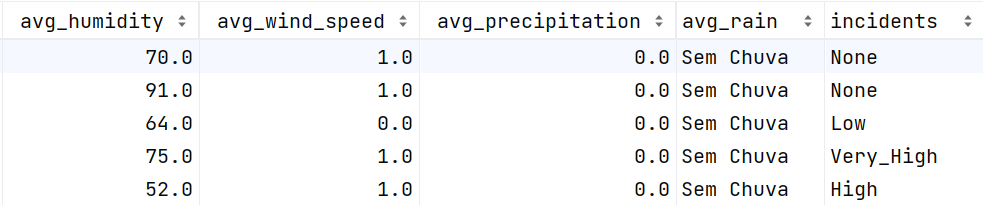 avg_humidity avg_wind_speed avg_precipitation avg_rain incidents
70.0 1.0 0.0 Sem Chuva None
91.0 1.0 0.0 Sem Chuva None
64.0 0.0 0.0 Sem Chuva Low
75.0 1.0 0.0 Sem Chuva Very_High
52.0 1.0 0.0 Sem Chuva High